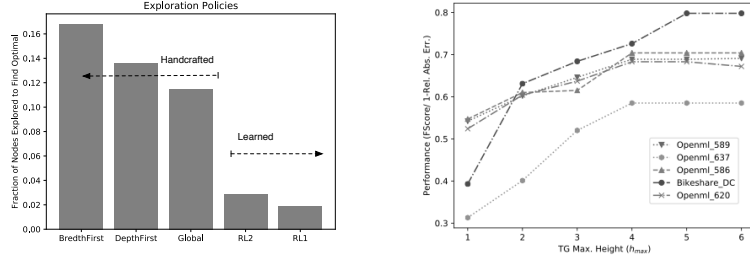 Exploration Policies
Fraction of Nodes Explored to Find Optimal
0.16
0.14
0.12
0.10
0.08
0.06
0.04
0.02
0.00
Handcrafted
Learned
BredthFirst DepthFirst Global RL2 RL1
Performance (FScore/ 1-Rel. Abs. Err.)
0.8
0.7
0.6
0.5
0.4
0.3
Openml_589
Openml_637
Openml_586
Bikeshare_DC
Openml_620
1 2 3 4 5 6
TG Max. Height (hmax)